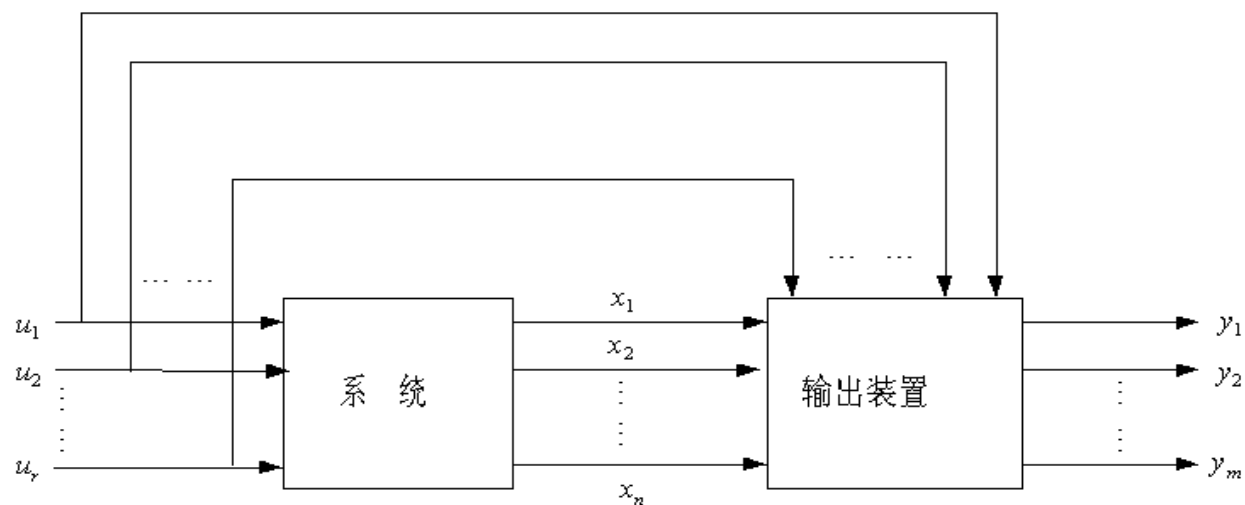 … …
… …
u₁
x₁
y₁
u₂
x₂
y₂
系 统
输出装置
uᵣ
xₙ
yₘ